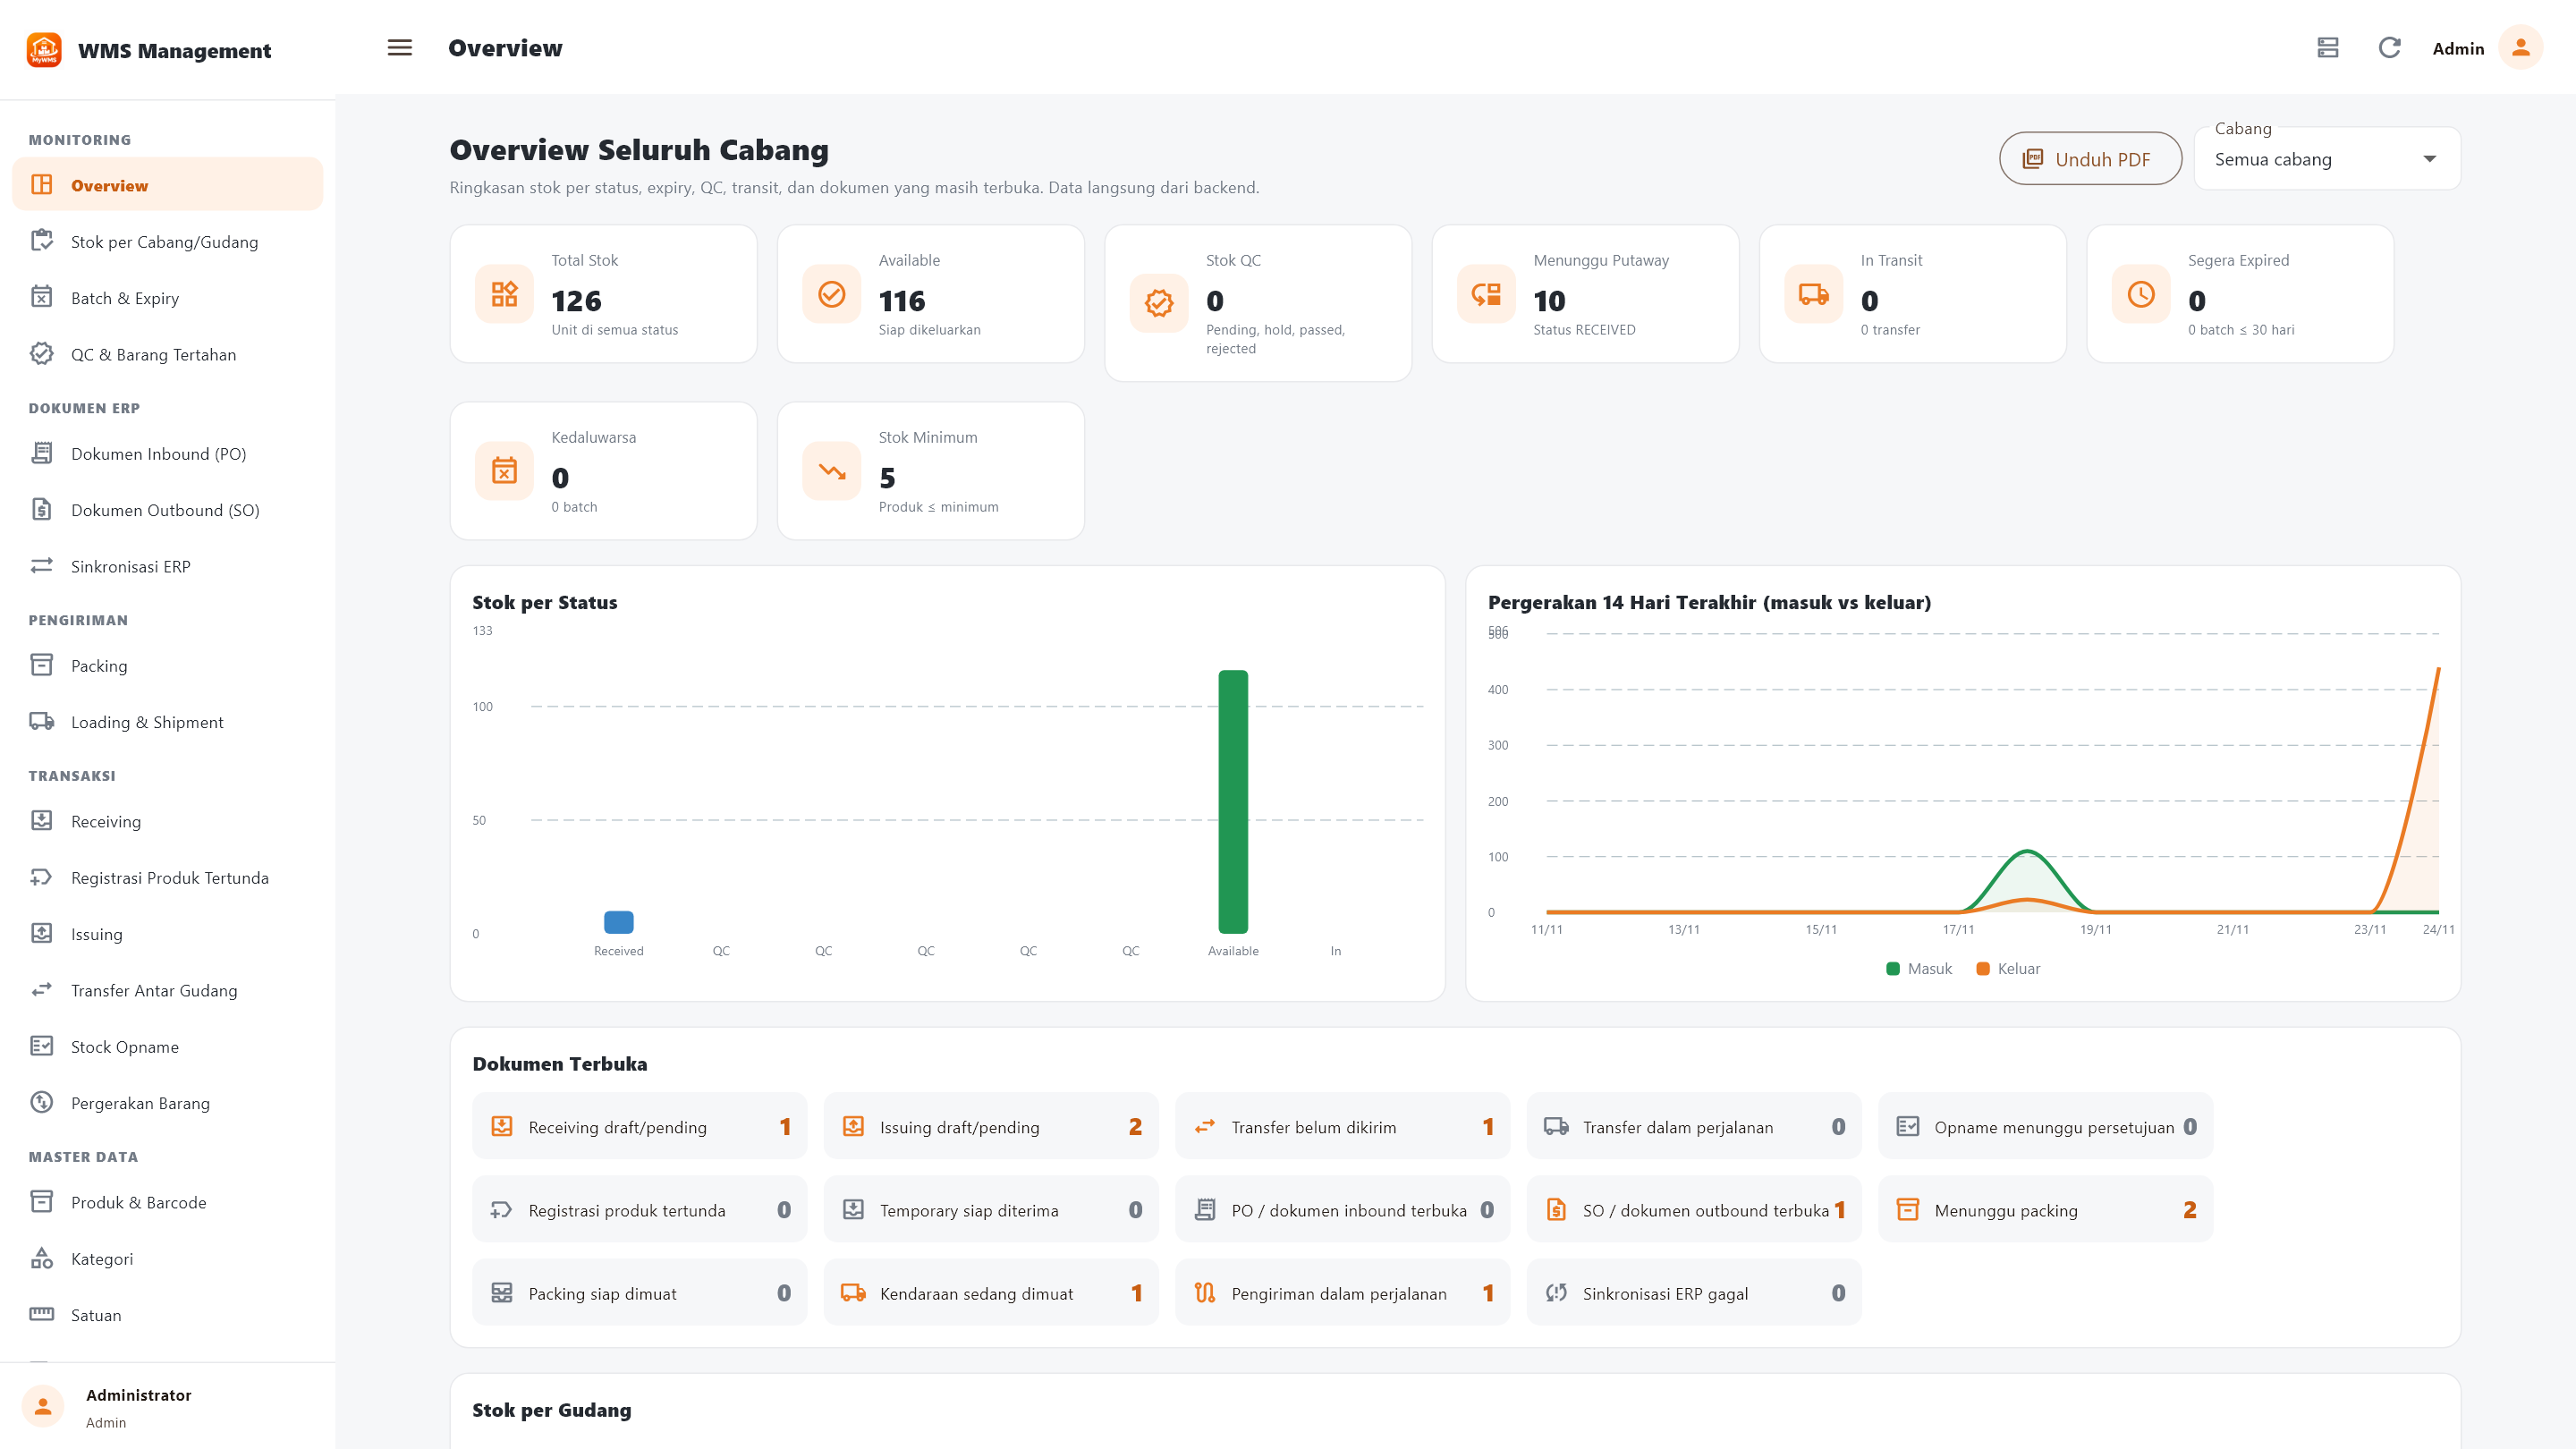 MyWMS
WMS Management
Overview
Admin
MONITORING
Overview
Stok per Cabang/Gudang
Batch & Expiry
QC & Barang Tertahan
DOKUMEN ERP
Dokumen Inbound (PO)
Dokumen Outbound (SO)
Sinkronisasi ERP
PENGIRIMAN
Packing
Loading & Shipment
TRANSAKSI
Receiving
Registrasi Produk Tertunda
Issuing
Transfer Antar Gudang
Stock Opname
Pergerakan Barang
MASTER DATA
Produk & Barcode
Kategori
Satuan
Administrator
Admin
Overview Seluruh Cabang
Ringkasan stok per status, expiry, QC, transit, dan dokumen yang masih terbuka. Data langsung dari backend.
PDF
Unduh PDF
Cabang
Semua cabang
Total Stok
126
Unit di semua status
Available
116
Siap dikeluarkan
Stok QC
0
Pending, hold, passed,
rejected
Menunggu Putaway
10
Status RECEIVED
In Transit
0
0 transfer
Segera Expired
0
0 batch ≤ 30 hari
Kedaluwarsa
0
0 batch
Stok Minimum
5
Produk ≤ minimum
Stok per Status
133
100
50
0
Received QC QC QC QC QC Available In
Pergerakan 14 Hari Terakhir (masuk vs keluar)
506
500
400
300
200
100
0
11/11 13/11 15/11 17/11 19/11 21/11 23/11 24/11
Masuk Keluar
Dokumen Terbuka
Receiving draft/pending 1
Issuing draft/pending 2
Transfer belum dikirim 1
Transfer dalam perjalanan 0
Opname menunggu persetujuan 0
Registrasi produk tertunda 0
Temporary siap diterima 0
PO / dokumen inbound terbuka 0
SO / dokumen outbound terbuka 1
Menunggu packing 2
Packing siap dimuat 0
Kendaraan sedang dimuat 1
Pengiriman dalam perjalanan 1
Sinkronisasi ERP gagal 0
Stok per Gudang